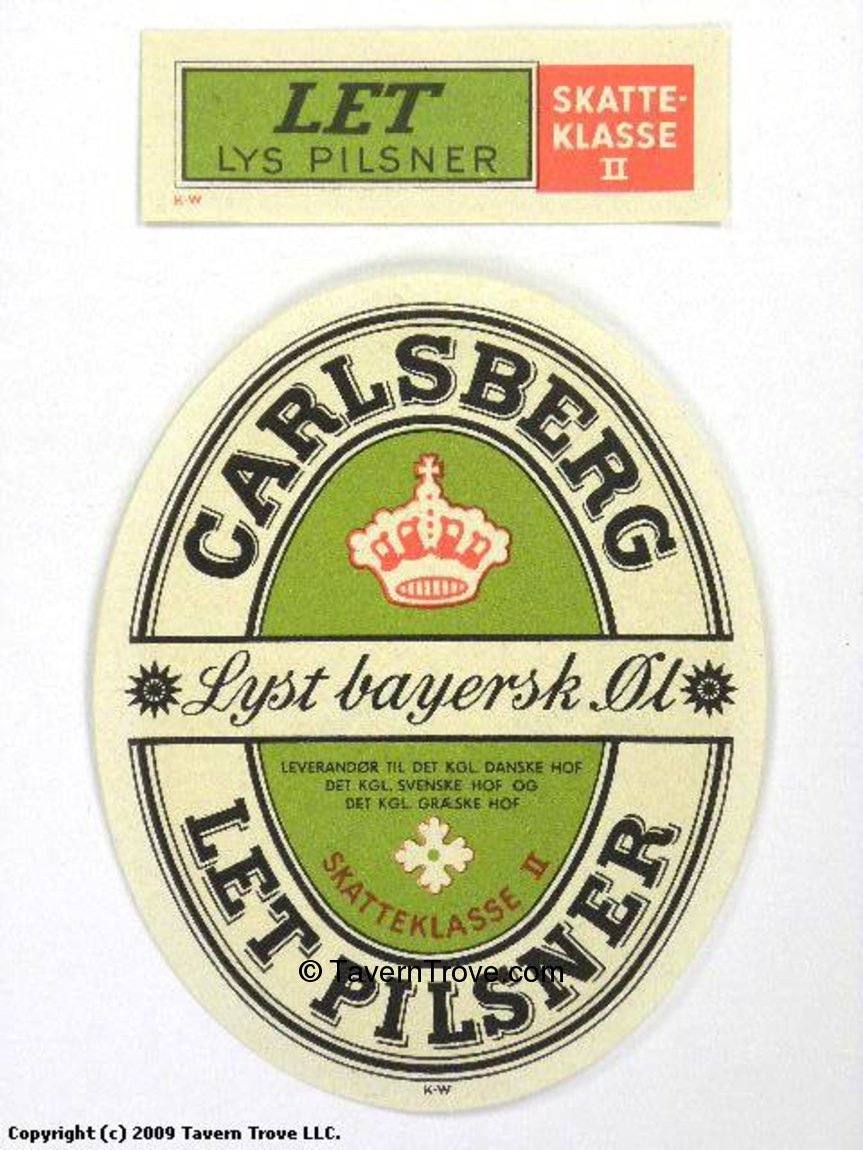 LET
LYS PILSNER
SKATTE-
KLASSE
II
K-W
CARLSBERG
Lyst bayersk Øl
LEVERANDØR TIL DET KGL. DANSKE HOF
DET KGL. SVENSKE HOF OG
DET KGL. GRÆSKE HOF
SKATTEKLASSE II
© TavernTrove.com
LET PILSNER
K-W
Copyright (c) 2009 Tavern Trove LLC.